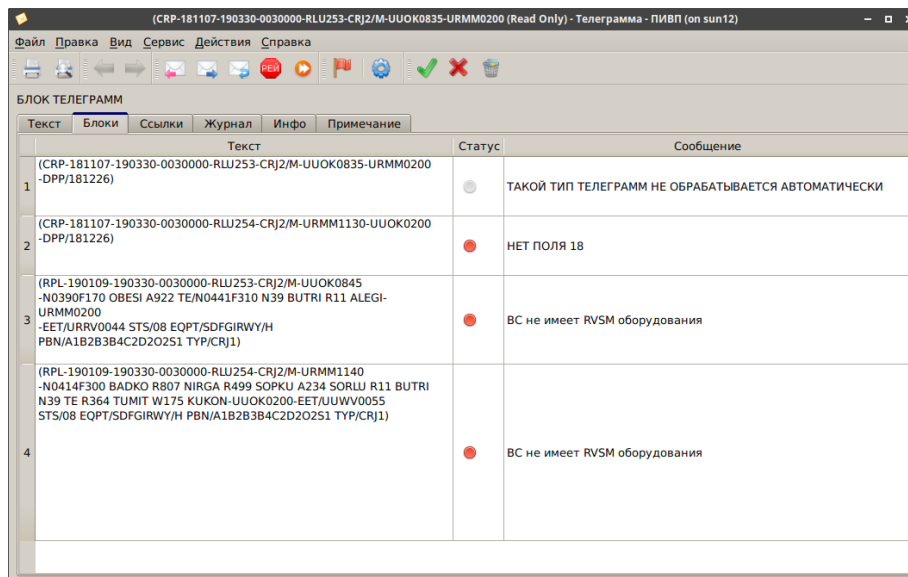 (CRP-181107-190330-0030000-RLU253-CRJ2/M-UUOK0835-URMM0200 (Read Only) - Телеграмма - ПИВП (on sun12)
Файл Правка Вид Сервис Действия Справка
РЕЙ
БЛОК ТЕЛЕГРАММ
Текст Блоки Ссылки Журнал Инфо Примечание
Текст Статус Сообщение
1
(CRP-181107-190330-0030000-RLU253-CRJ2/M-UUOK0835-URMM0200
-DPP/181226)
ТАКОЙ ТИП ТЕЛЕГРАММ НЕ ОБРАБАТЫВАЕТСЯ АВТОМАТИЧЕСКИ
2
(CRP-181107-190330-0030000-RLU254-CRJ2/M-URMM1130-UUOK0200
-DPP/181226)
НЕТ ПОЛЯ 18
3
(RPL-190109-190330-0030000-RLU253-CRJ2/M-UUOK0845
-N0390F170 OBESI A922 TE/N0441F310 N39 BUTRI R11 ALEGI-
URMM0200
-EET/URRV0044 STS/08 EQPT/SDFGIRWY/H
PBN/A1B2B3B4C2D2O2S1 TYP/CRJ1)
ВС не имеет RVSM оборудования
4
(RPL-190109-190330-0030000-RLU254-CRJ2/M-URMM1140
-N0414F300 BADKO R807 NIRGA R499 SOPKU A234 SORLU R11 BUTRI
N39 TE R364 TUMIT W175 KUKON-UUOK0200-EET/UUWV0055
STS/08 EQPT/SDFGIRWY/H PBN/A1B2B3B4C2D2O2S1 TYP/CRJ1)
ВС не имеет RVSM оборудования